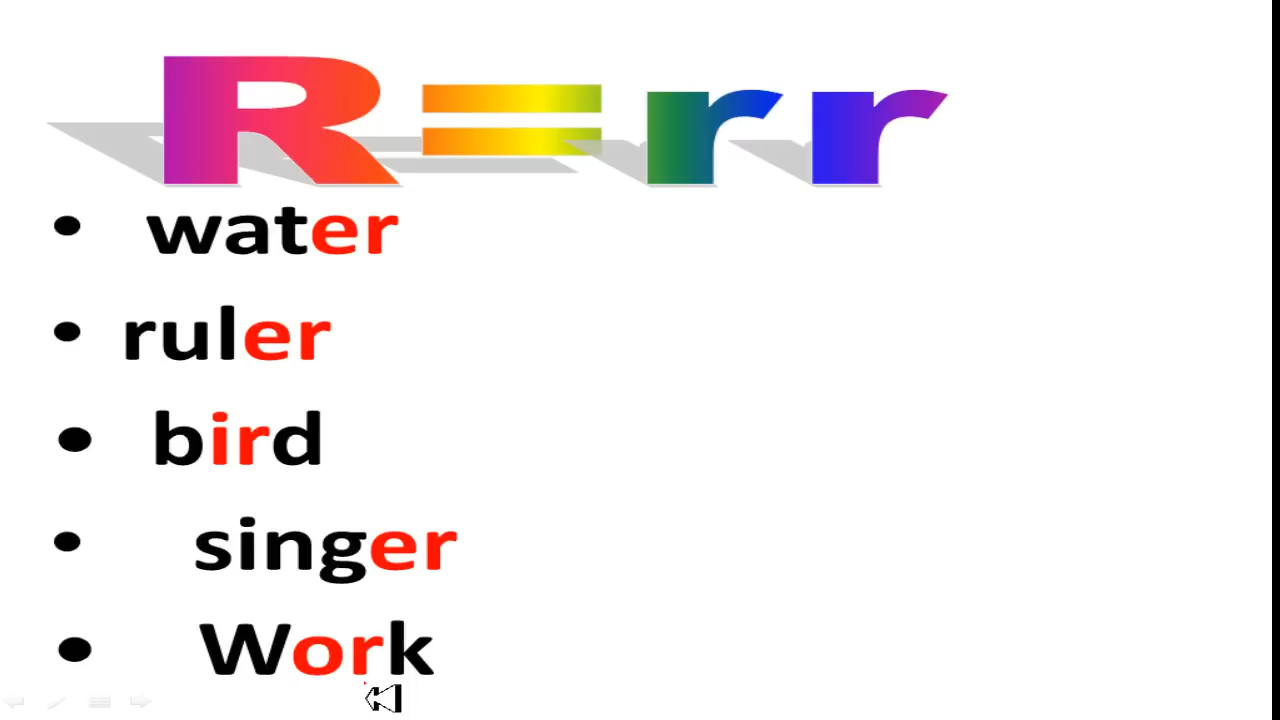 R=rr
• water
• ruler
• bird
• singer
• Work